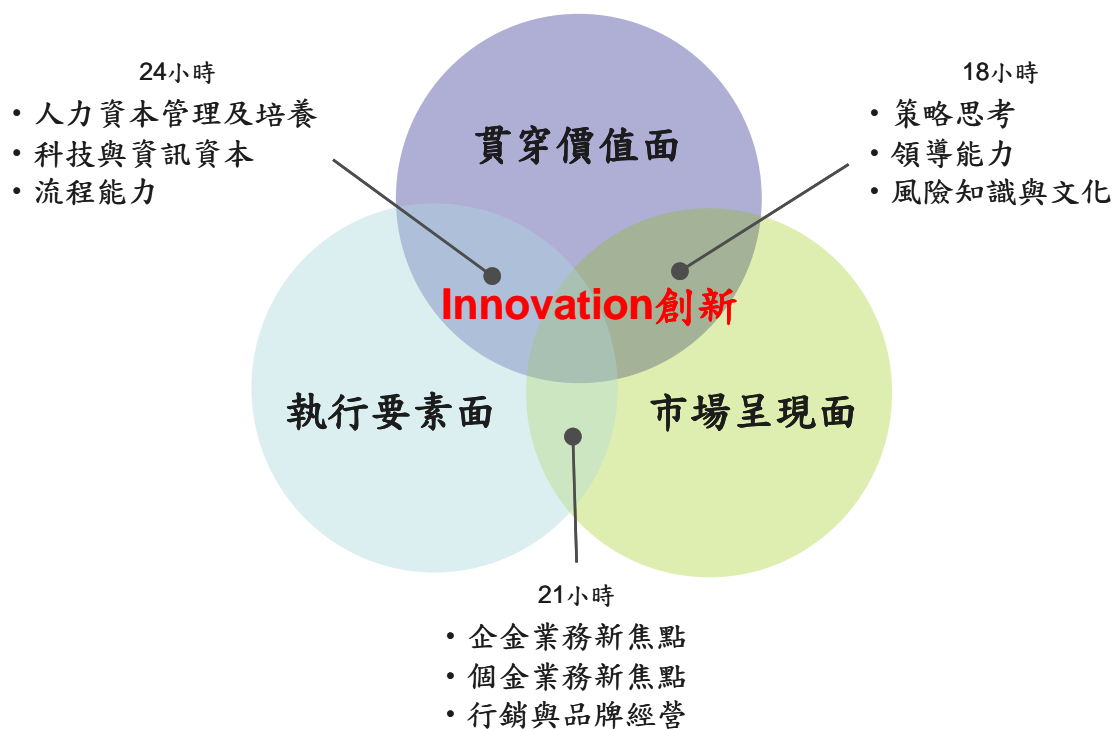 24小時
・人力資本管理及培養
・科技與資訊資本
・流程能力
18小時
・策略思考
・領導能力
・風險知識與文化
貫穿價值面
Innovation創新
執行要素面
市場呈現面
21小時
・企金業務新焦點
・個金業務新焦點
・行銷與品牌經營